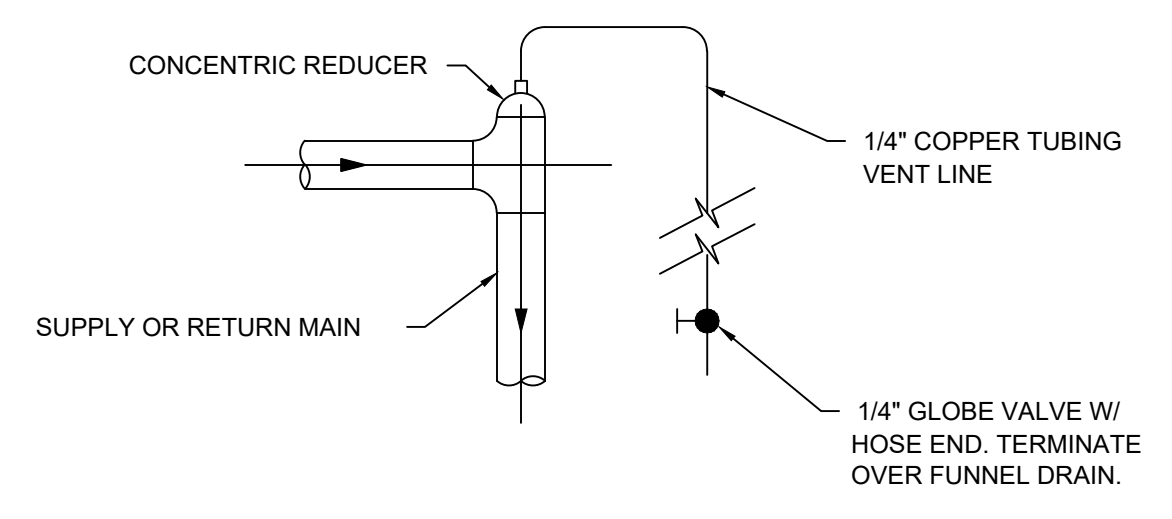 CONCENTRIC REDUCER
1/4" COPPER TUBING
VENT LINE
SUPPLY OR RETURN MAIN
1/4" GLOBE VALVE W/
HOSE END. TERMINATE
OVER FUNNEL DRAIN.